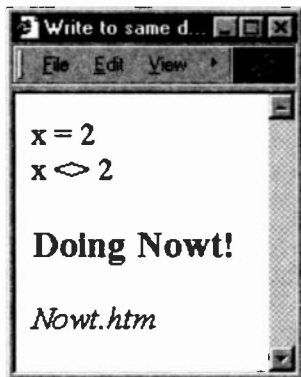 Write to same d...
File Edit View
x = 2
x <> 2
Doing Nowt!
Nowt.htm